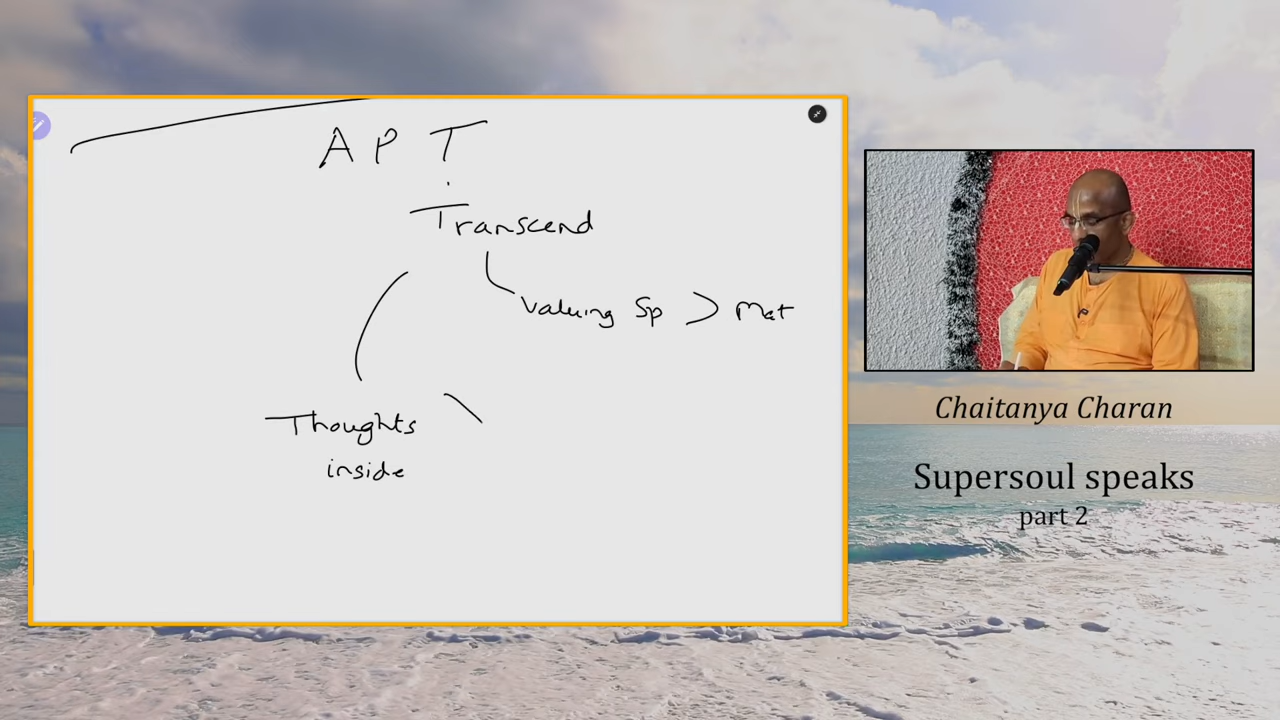 A P T
Transcend
Valuing Sp > Mat
Thoughts
inside
Chaitanya Charan
Supersoul speaks
part 2